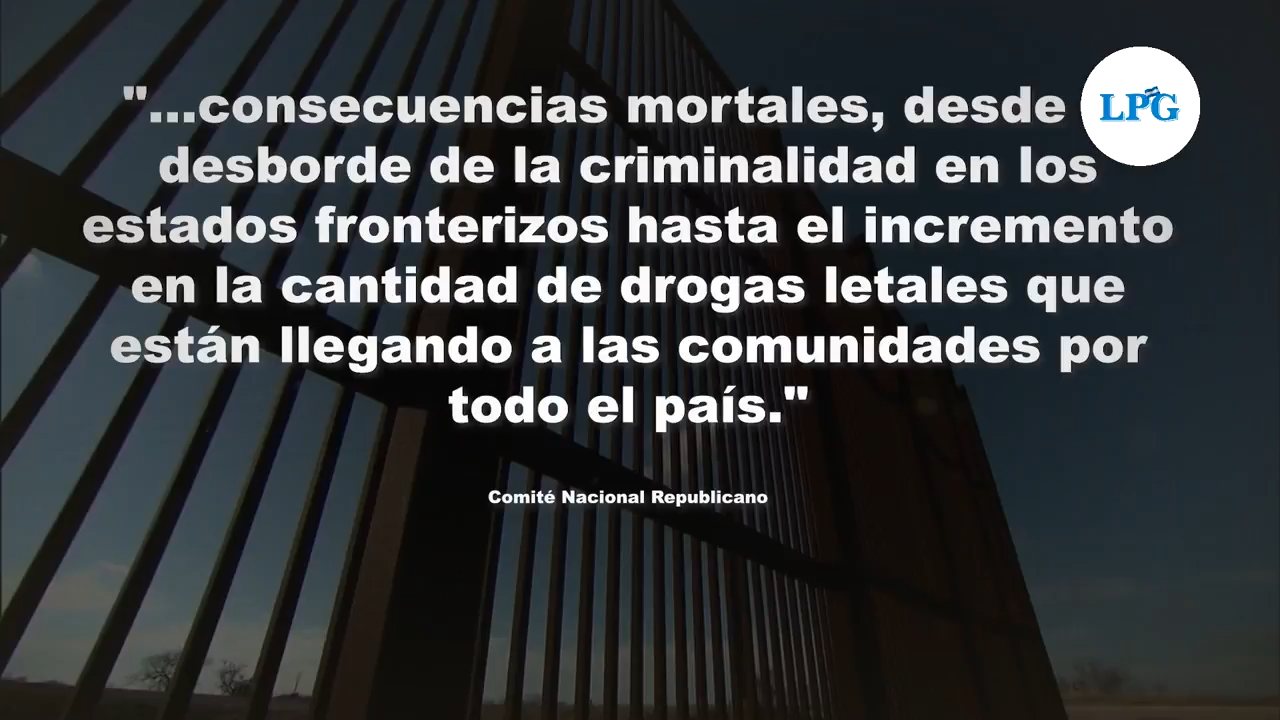 "...consecuencias mortales, desde
desborde de la criminalidad en los
estados fronterizos hasta el incremento
en la cantidad de drogas letales que
están llegando a las comunidades por
todo el país."
Comité Nacional Republicano
LPG